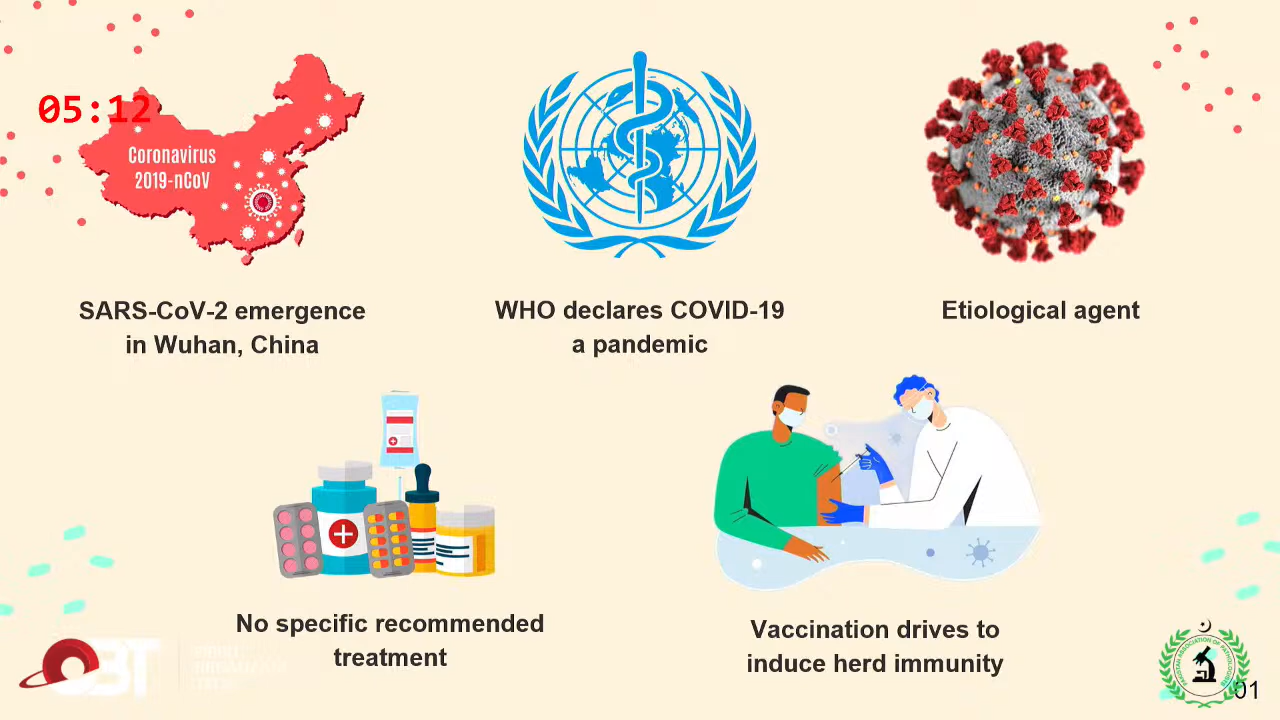 05:12
Coronavirus
2019-nCoV
SARS-CoV-2 emergence
in Wuhan, China
WHO declares COVID-19
a pandemic
Etiological agent
No specific recommended
treatment
Vaccination drives to
induce herd immunity
OBT
01